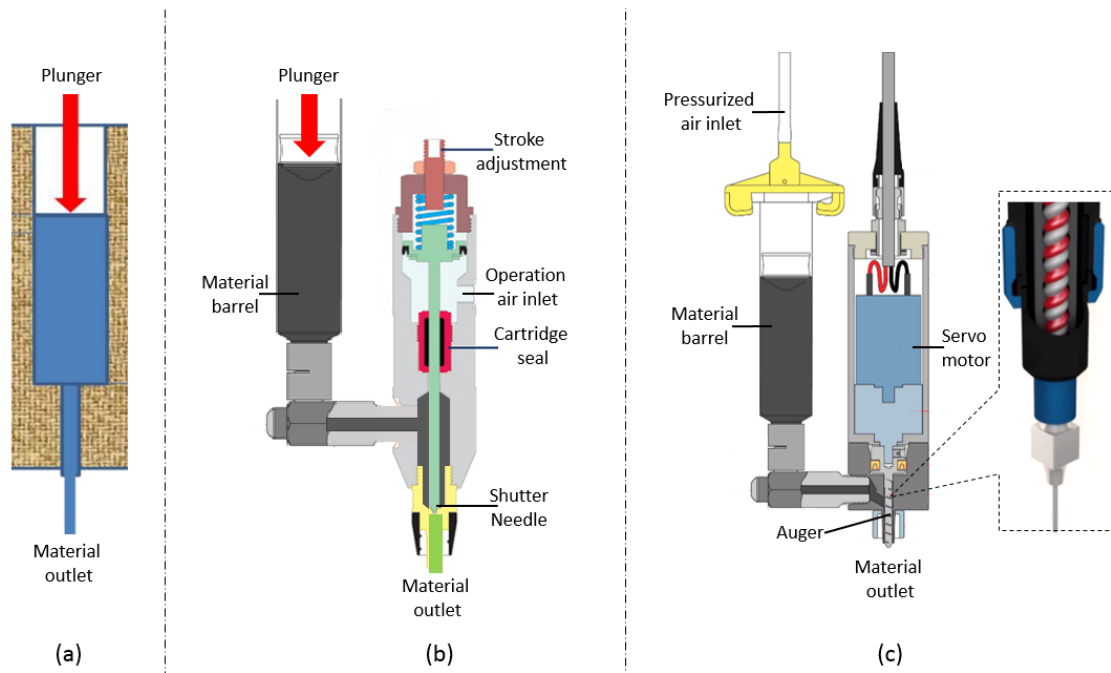 Plunger
Material
outlet
(a)
Plunger
Stroke
adjustment
Material
barrel
Operation
air inlet
Cartridge
seal
Shutter
Needle
Material
outlet
(b)
Pressurized
air inlet
Material
barrel
Servo
motor
Auger
Material
outlet
(c)